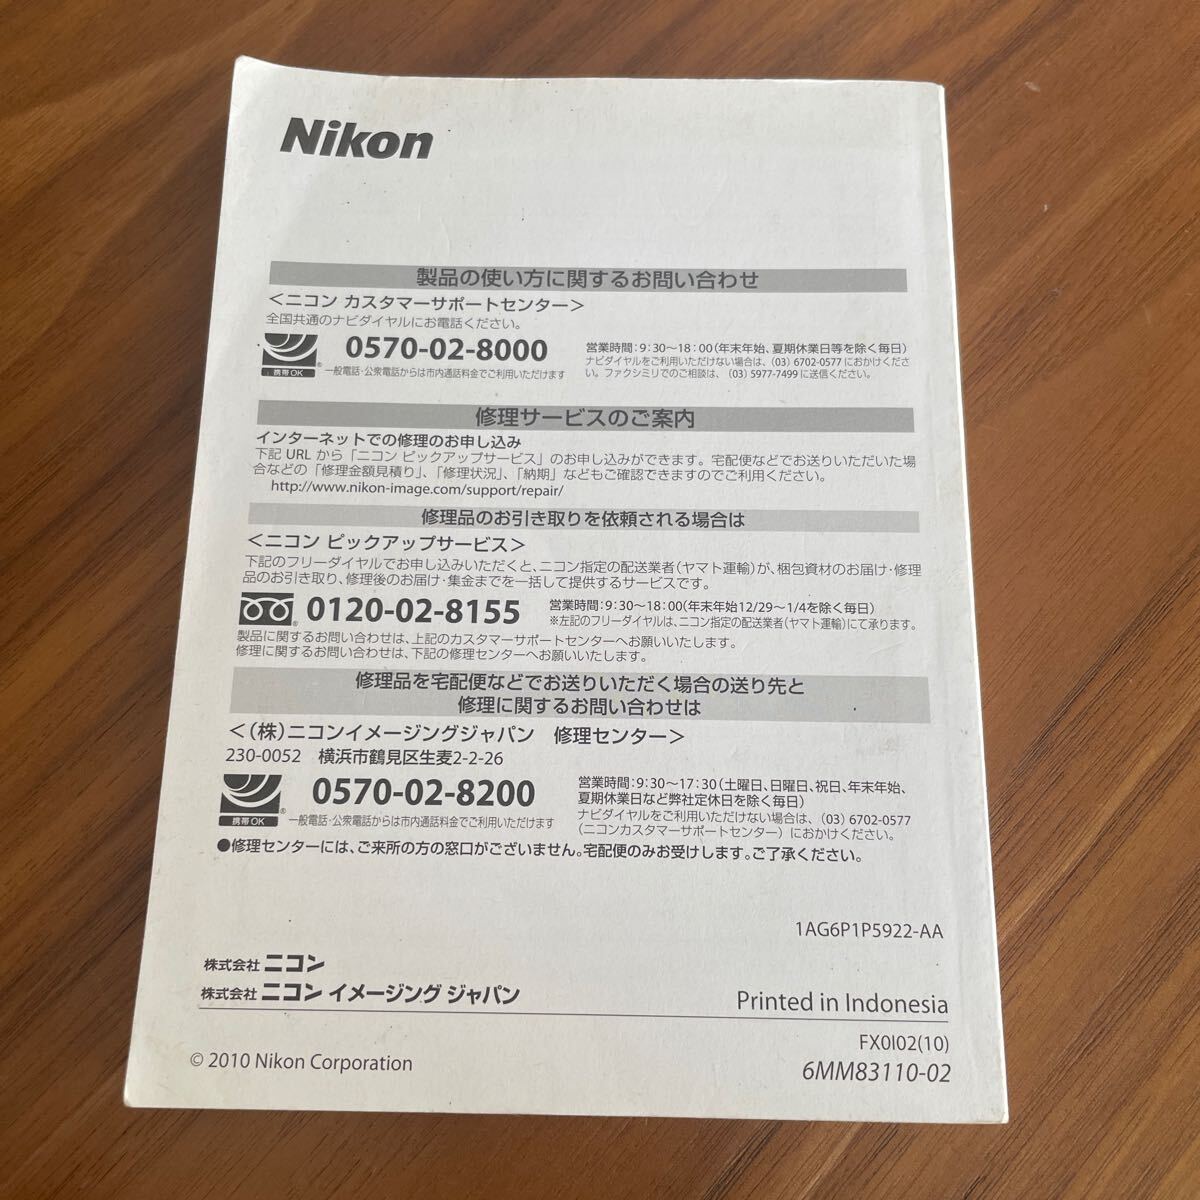 Nikon
製品の使い方に関するお問い合わせ
＜ニコン カスタマーサポートセンター＞
全国共通のナビダイヤルにお電話ください。
携帯OK
0570-02-8000
一般電話・公衆電話からは市内通話料金でご利用いただけます
営業時間：9：30～18：00（年末年始、夏期休業日等を除く毎日）
ナビダイヤルをご利用いただけない場合は、（03）6702-0577 におかけくださ
い。ファクシミリでのご相談は、（03）5977-7499 に送信ください。
修理サービスのご案内
インターネットでの修理のお申し込み
下記 URL から「ニコン ピックアップサービス」のお申し込みができます。宅配便などでお送りいただいた場
合などの「修理金額見積り」、「修理状況」、「納期」などもご確認できますのでご利用ください。
http://www.nikon-image.com/support/repair/
修理品のお引き取りを依頼される場合は
＜ニコン ピックアップサービス＞
下記のフリーダイヤルでお申し込みいただくと、ニコン指定の配送業者（ヤマト運輸）が、梱包資材のお届け・修理
品のお引き取り、修理後のお届け・集金までを一括して提供するサービスです。
0120-02-8155
営業時間：9：30～18：00（年末年始12/29～1/4を除く毎日）
※左記のフリーダイヤルは、ニコン指定の配送業者（ヤマト運輸）にて承ります。
製品に関するお問い合わせは、上記のカスタマーサポートセンターへお願いいたします。
修理に関するお問い合わせは、下記の修理センターへお願いいたします。
修理品を宅配便などでお送りいただく場合の送り先と
修理に関するお問い合わせは
＜（株）ニコンイメージングジャパン　修理センター＞
230-0052　横浜市鶴見区生麦2-2-26
携帯OK
0570-02-8200
一般電話・公衆電話からは市内通話料金でご利用いただけます
営業時間：9：30～17：30（土曜日、日曜日、祝日、年末年始、
夏期休業日など弊社定休日を除く毎日）
ナビダイヤルをご利用いただけない場合は、（03）6702-0577
（ニコンカスタマーサポートセンター）におかけください。
●修理センターには、ご来所の方の窓口がございません。宅配便のみお受けします。ご了承ください。
1AG6P1P5922-AA
株式会社 ニコン
株式会社 ニコン イメージング ジャパン
Printed in Indonesia
FX0I02(10)
© 2010 Nikon Corporation
6MM83110-02